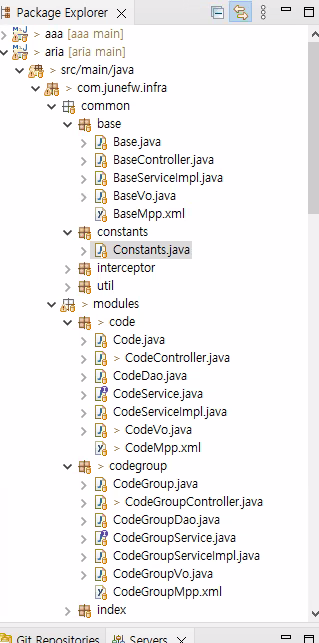 Package Explorer
> aaa [aaa main]
> aria [aria main]
> src/main/java
> com.junefw.infra
common
base
Base.java
BaseController.java
BaseServiceImpl.java
BaseVo.java
BaseMpp.xml
constants
Constants.java
interceptor
util
> modules
> code
Code.java
> CodeController.java
CodeDao.java
CodeService.java
CodeServiceImpl.java
> CodeVo.java
> CodeMpp.xml
> codegroup
CodeGroup.java
> CodeGroupController.java
CodeGroupDao.java
CodeGroupService.java
CodeGroupServiceImpl.java
CodeGroupVo.java
CodeGroupMpp.xml
index
Git Repositories Servers